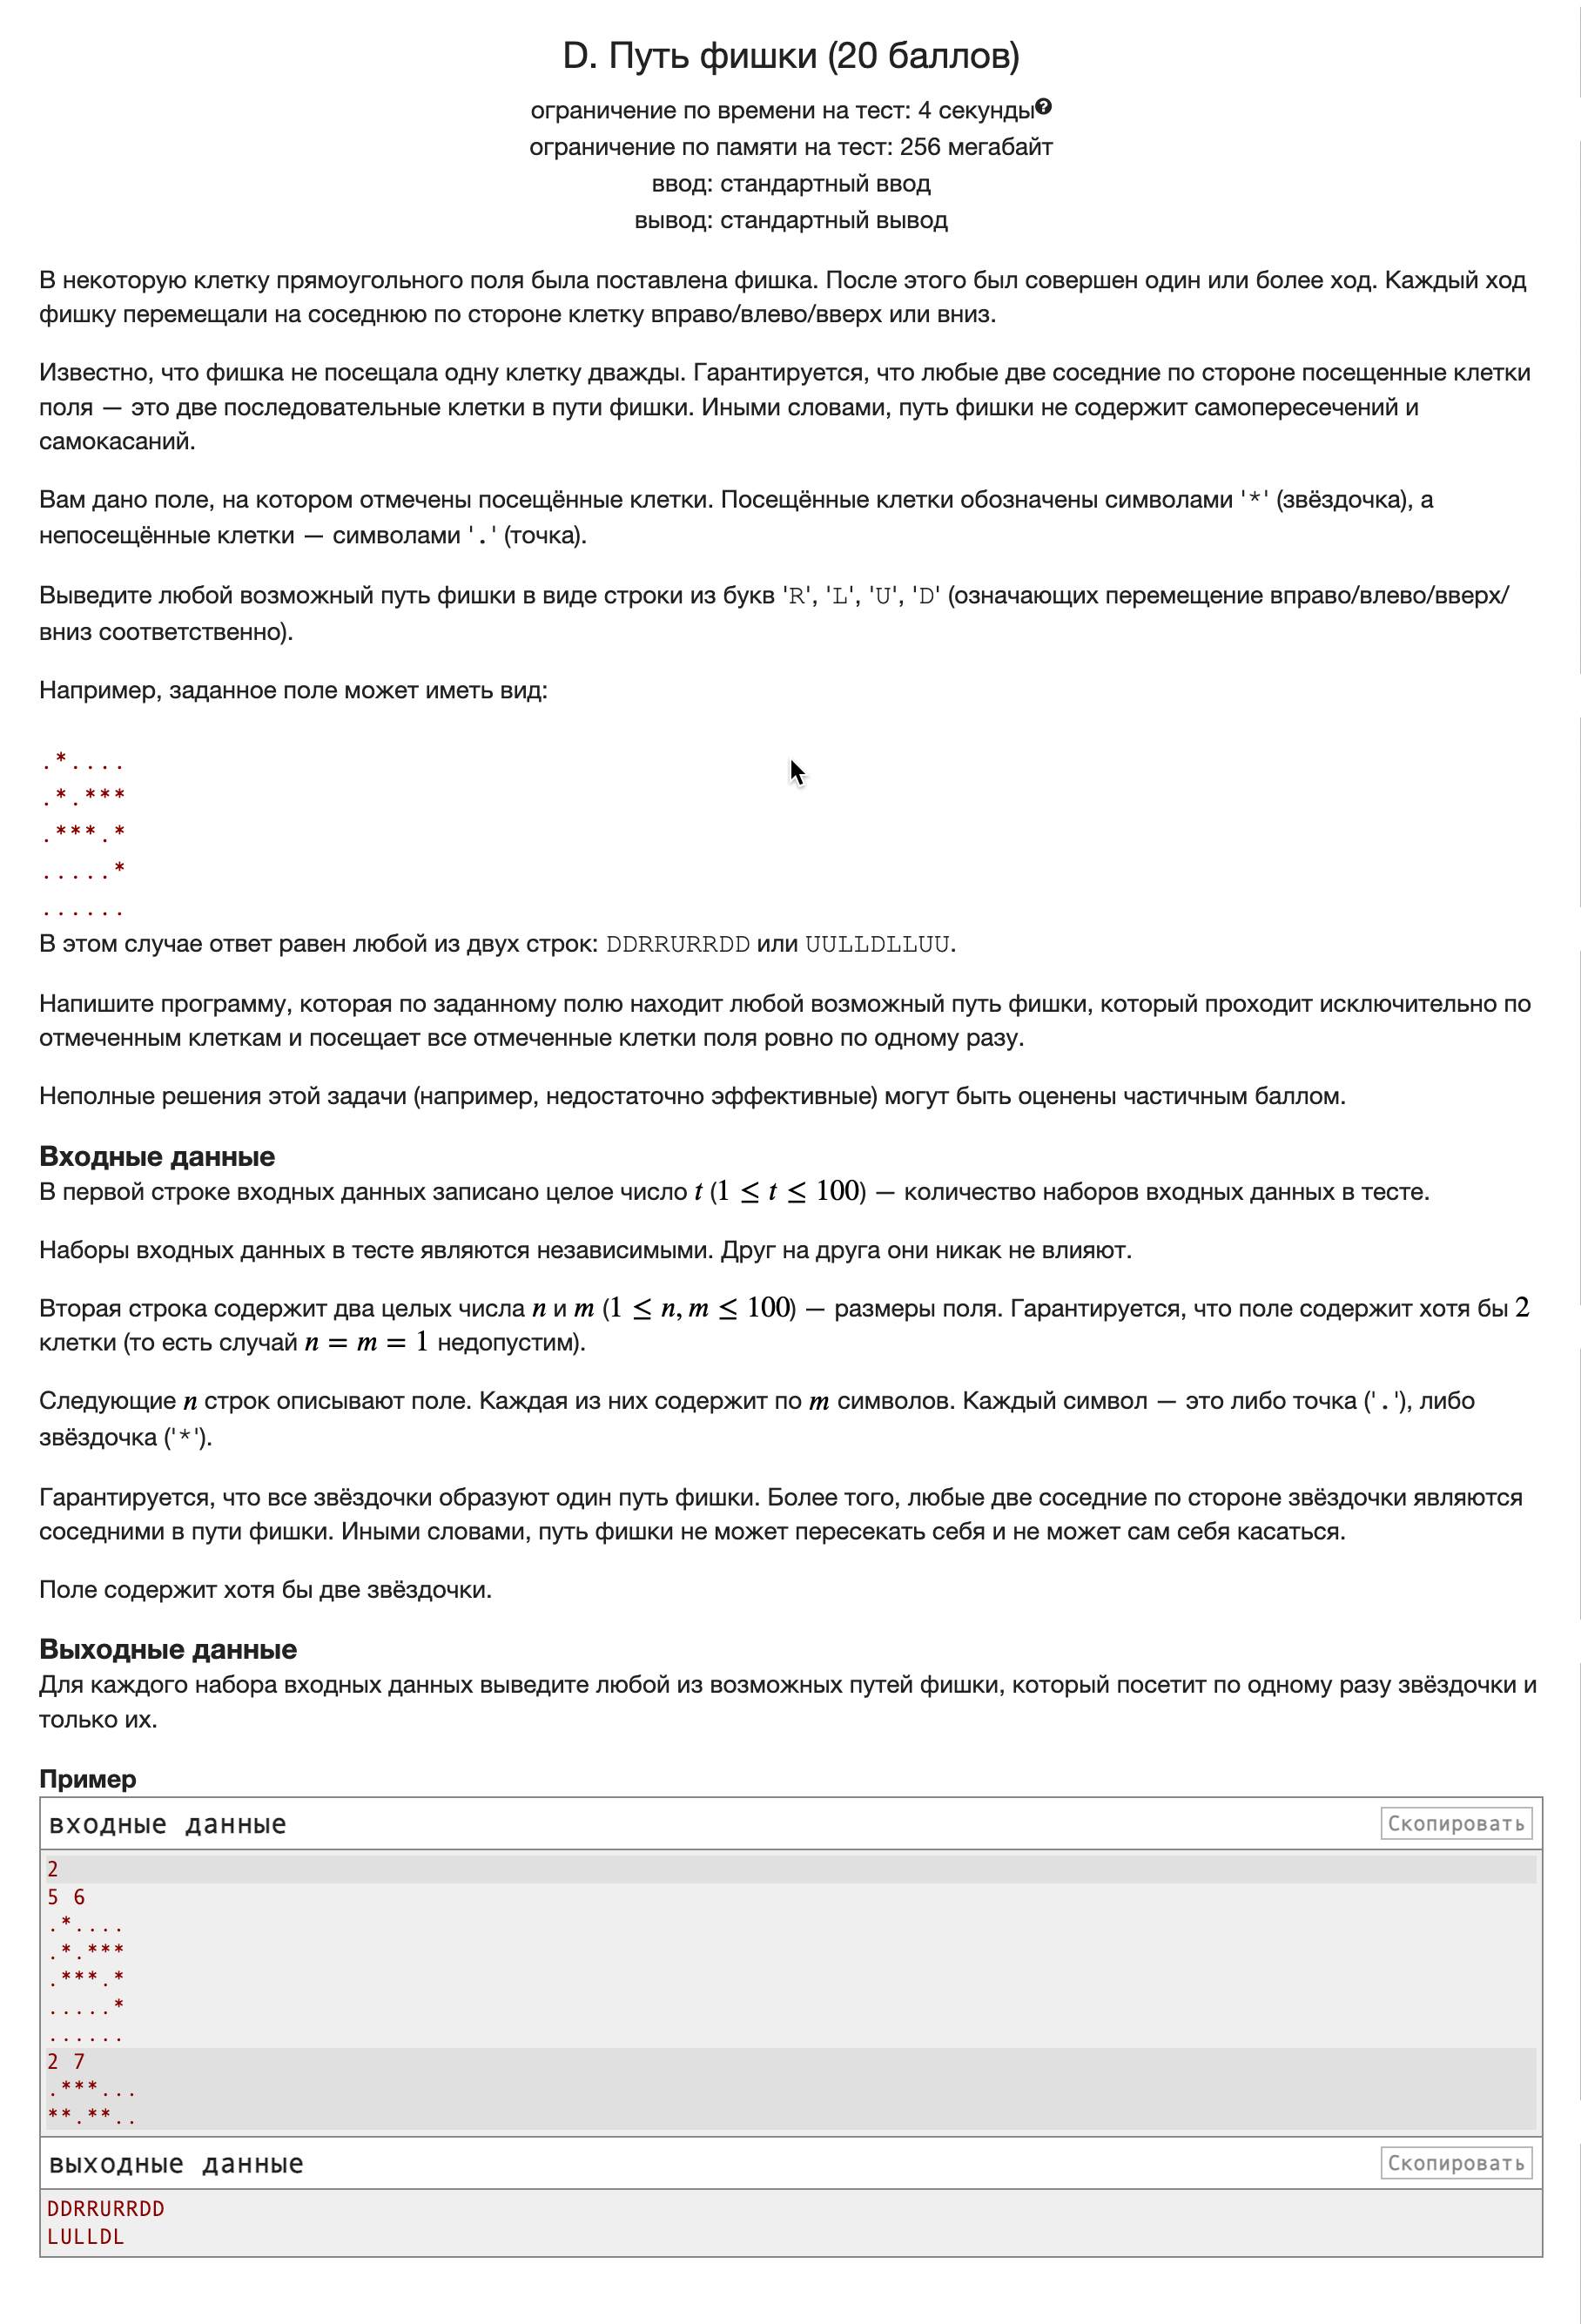 D. Путь фишки (20 баллов)
ограничение по времени на тест: 4 секунды?
ограничение по памяти на тест: 256 мегабайт
ввод: стандартный ввод
вывод: стандартный вывод
В некоторую клетку прямоугольного поля была поставлена фишка. После этого был совершен один или более ход. Каждый ход
фишку перемещали на соседнюю по стороне клетку вправо/влево/вверх или вниз.
Известно, что фишка не посещала одну клетку дважды. Гарантируется, что любые две соседние по стороне посещенные клетки
поля — это две последовательные клетки в пути фишки. Иными словами, путь фишки не содержит самопересечений и
самокасаний.
Вам дано поле, на котором отмечены посещённые клетки. Посещённые клетки обозначены символами '*' (звёздочка), а
непосещённые клетки — символами '.' (точка).
Выведите любой возможный путь фишки в виде строки из букв 'R', 'L', 'U', 'D' (означающих перемещение вправо/влево/вверх/
вниз соответственно).
Например, заданное поле может иметь вид:
.*....
.*.***
.***.*
.....*
......
В этом случае ответ равен любой из двух строк: DDRRURRDD или UULLDLLUU.
Напишите программу, которая по заданному полю находит любой возможный путь фишки, который проходит исключительно по
отмеченным клеткам и посещает все отмеченные клетки поля ровно по одному разу.
Неполные решения этой задачи (например, недостаточно эффективные) могут быть оценены частичным баллом.
Входные данные
В первой строке входных данных записано целое число t (1 ≤ t ≤ 100) — количество наборов входных данных в тесте.
Наборы входных данных в тесте являются независимыми. Друг на друга они никак не влияют.
Вторая строка содержит два целых числа n и m (1 ≤ n, m ≤ 100) — размеры поля. Гарантируется, что поле содержит хотя бы 2
клетки (то есть случай n = m = 1 недопустим).
Следующие n строк описывают поле. Каждая из них содержит по m символов. Каждый символ — это либо точка ('.'), либо
звёздочка ('*').
Гарантируется, что все звёздочки образуют один путь фишки. Более того, любые две соседние по стороне звёздочки являются
соседними в пути фишки. Иными словами, путь фишки не может пересекать себя и не может сам себя касаться.
Поле содержит хотя бы две звёздочки.
Выходные данные
Для каждого набора входных данных выведите любой из возможных путей фишки, который посетит по одному разу звёздочки и
только их.
Пример
входные данные
Скопировать
2
5 6
.*....
.*.***
.***.*
.....*
......
2 7
.***...
**.**..
выходные данные
Скопировать
DDRRURRDD
LULLDL